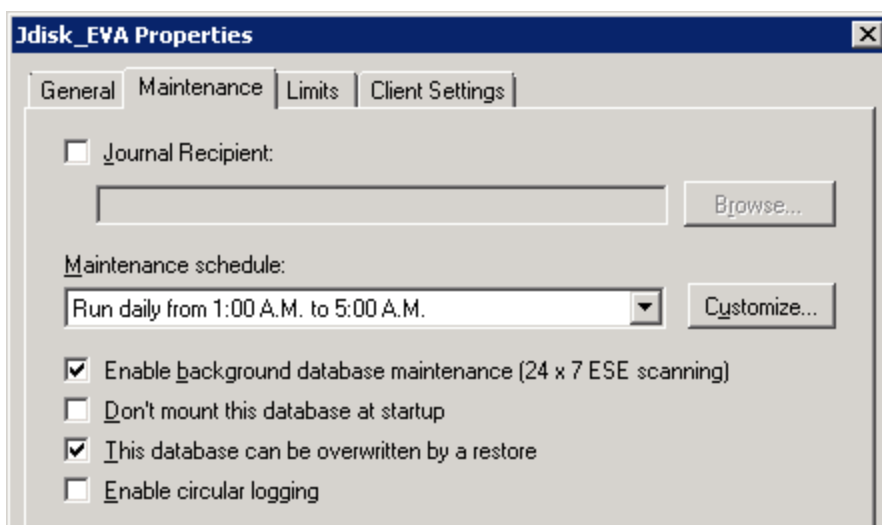 Jdisk_EVA Properties
General Maintenance Limits Client Settings
Journal Recipient:
Browse...
Maintenance schedule:
Run daily from 1:00 A.M. to 5:00 A.M. Customize...
Enable background database maintenance (24 x 7 ESE scanning)
Don't mount this database at startup
This database can be overwritten by a restore
Enable circular logging